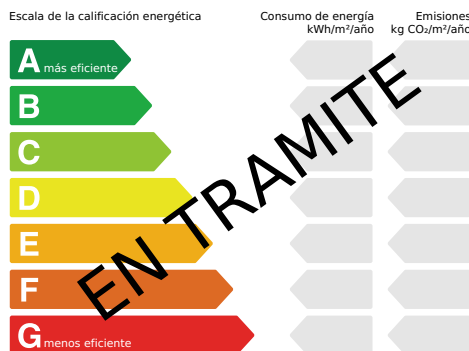 Escala de la calificación energética
Consumo de energía
kWh/m²/año
Emisiones
kg CO₂/m²/año
A más eficiente
B
C
D
E
F
G menos eficiente
EN TRAMITE